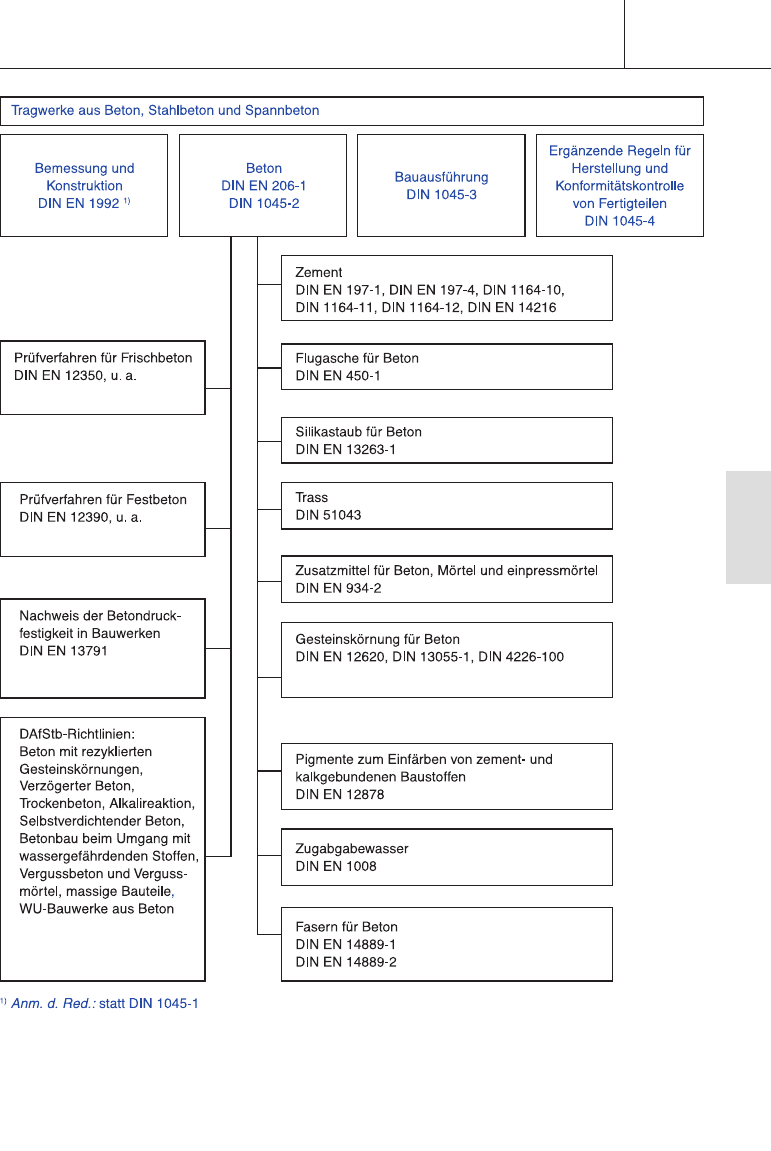 Tragwerke aus Beton, Stahlbeton und Spannbeton
Bemessung und
Konstruktion
DIN EN 1992 ¹⁾
Beton
DIN EN 206-1
DIN 1045-2
Bauausführung
DIN 1045-3
Ergänzende Regeln für
Herstellung und
Konformitätskontrolle
von Fertigteilen
DIN 1045-4
Prüfverfahren für Frischbeton
DIN EN 12350, u. a.
Prüfverfahren für Festbeton
DIN EN 12390, u. a.
Nachweis der Betondruck-
festigkeit in Bauwerken
DIN EN 13791
DAfStb-Richtlinien:
Beton mit rezyklierten
Gesteinskörnungen,
Verzögerter Beton,
Trockenbeton, Alkalireaktion,
Selbstverdichtender Beton,
Betonbau beim Umgang mit
wassergefährdenden Stoffen,
Vergussbeton und Verguss-
mörtel, massige Bauteile,
WU-Bauwerke aus Beton
Zement
DIN EN 197-1, DIN EN 197-4, DIN 1164-10,
DIN 1164-11, DIN 1164-12, DIN EN 14216
Flugasche für Beton
DIN EN 450-1
Silikastaub für Beton
DIN EN 13263-1
Trass
DIN 51043
Zusatzmittel für Beton, Mörtel und einpressmörtel
DIN EN 934-2
Gesteinskörnung für Beton
DIN EN 12620, DIN 13055-1, DIN 4226-100
Pigmente zum Einfärben von zement- und
kalkgebundenen Baustoffen
DIN EN 12878
Zugabgabewasser
DIN EN 1008
Fasern für Beton
DIN EN 14889-1
DIN EN 14889-2
¹⁾ Anm. d. Red.: statt DIN 1045-1